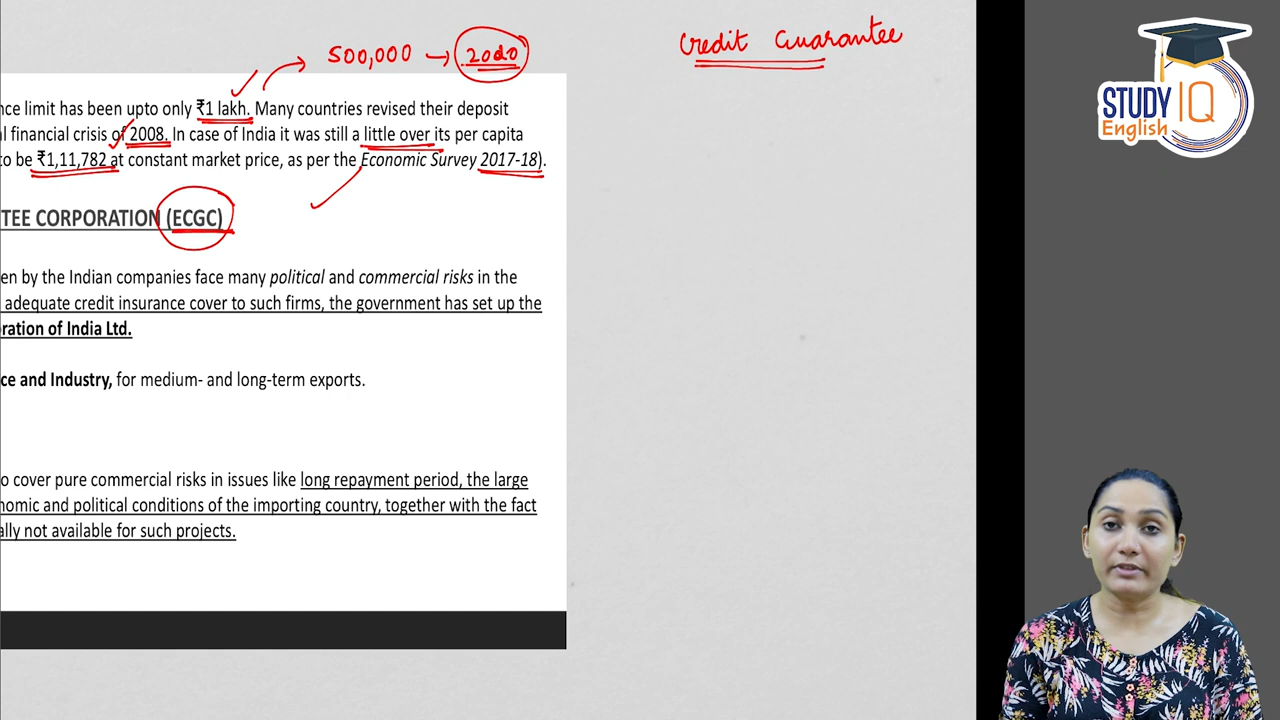 500,000 → 2020
Credit Guarantee
STUDY IQ
English
nce limit has been upto only ₹1 lakh. Many countries revised their deposit
l financial crisis of 2008. In case of India it was still a little over its per capita
to be ₹1,11,782 at constant market price, as per the Economic Survey 2017-18).
TEE CORPORATION (ECGC)
en by the Indian companies face many political and commercial risks in the
adequate credit insurance cover to such firms, the government has set up the
ration of India Ltd.
ce and Industry, for medium- and long-term exports.
o cover pure commercial risks in issues like long repayment period, the large
nomic and political conditions of the importing country, together with the fact
ally not available for such projects.